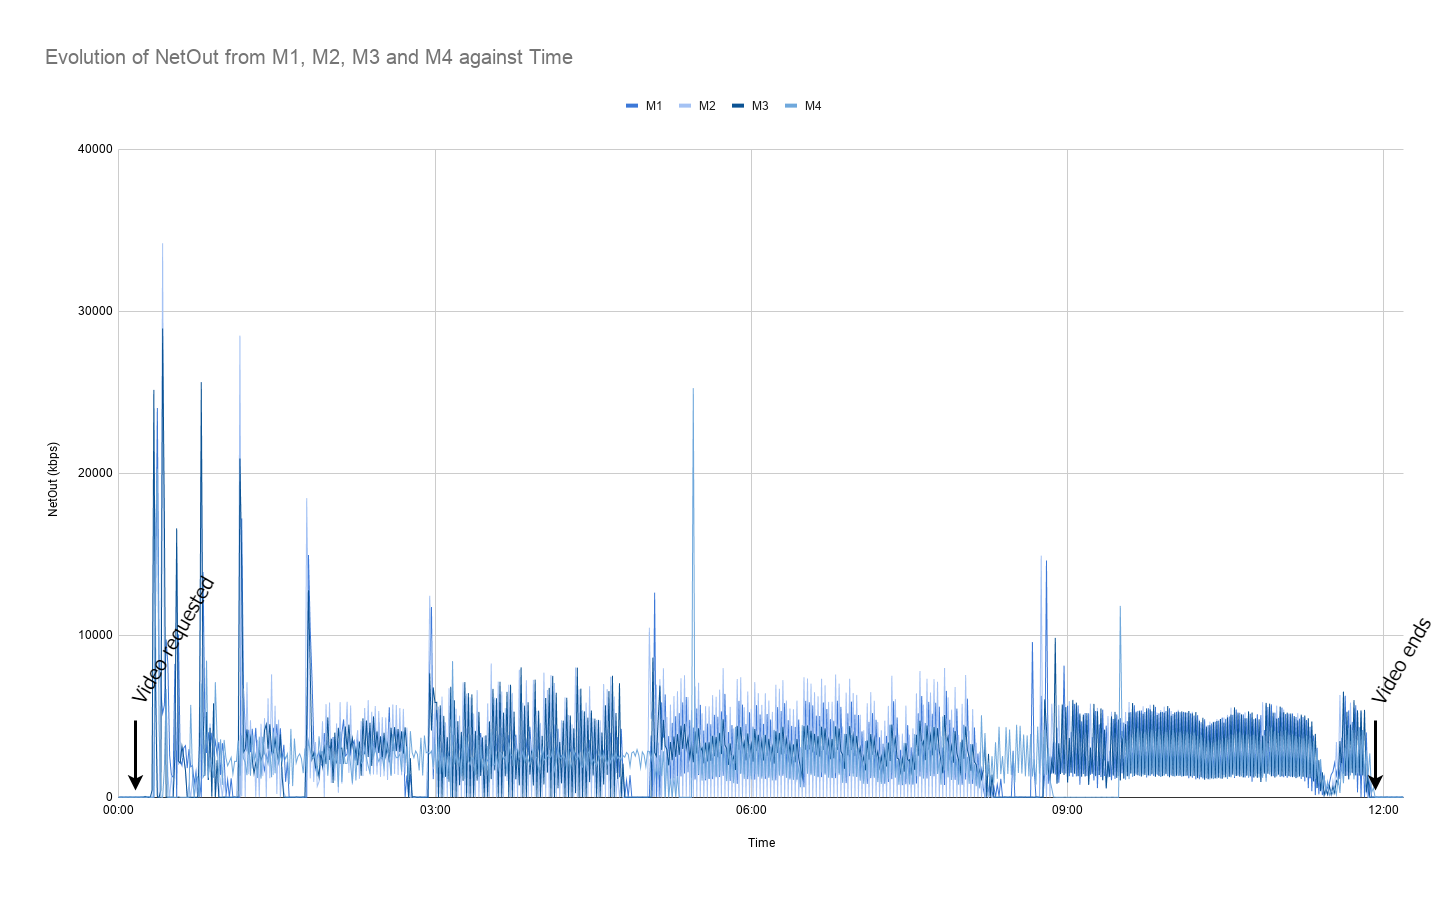 Evolution of NetOut from M1, M2, M3 and M4 against Time
M1 M2 M3 M4
40000
30000
20000
10000
0
NetOut (kbps)
Video requested
Video ends
00:00 03:00 06:00 09:00 12:00
Time